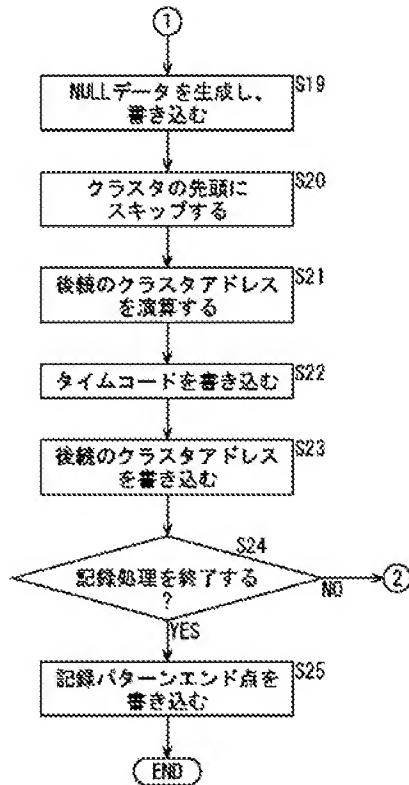 1
NULLデータを生成し、
書き込む
S19
クラスタの先頭に
スキップする
S20
後続のクラスタアドレス
を演算する
S21
タイムコードを書き込む
S22
後続のクラスタアドレス
を書き込む
S23
S24
記録処理を終了する
?
NO
2
YES
記録パターンエンド点を
書き込む
S25
END